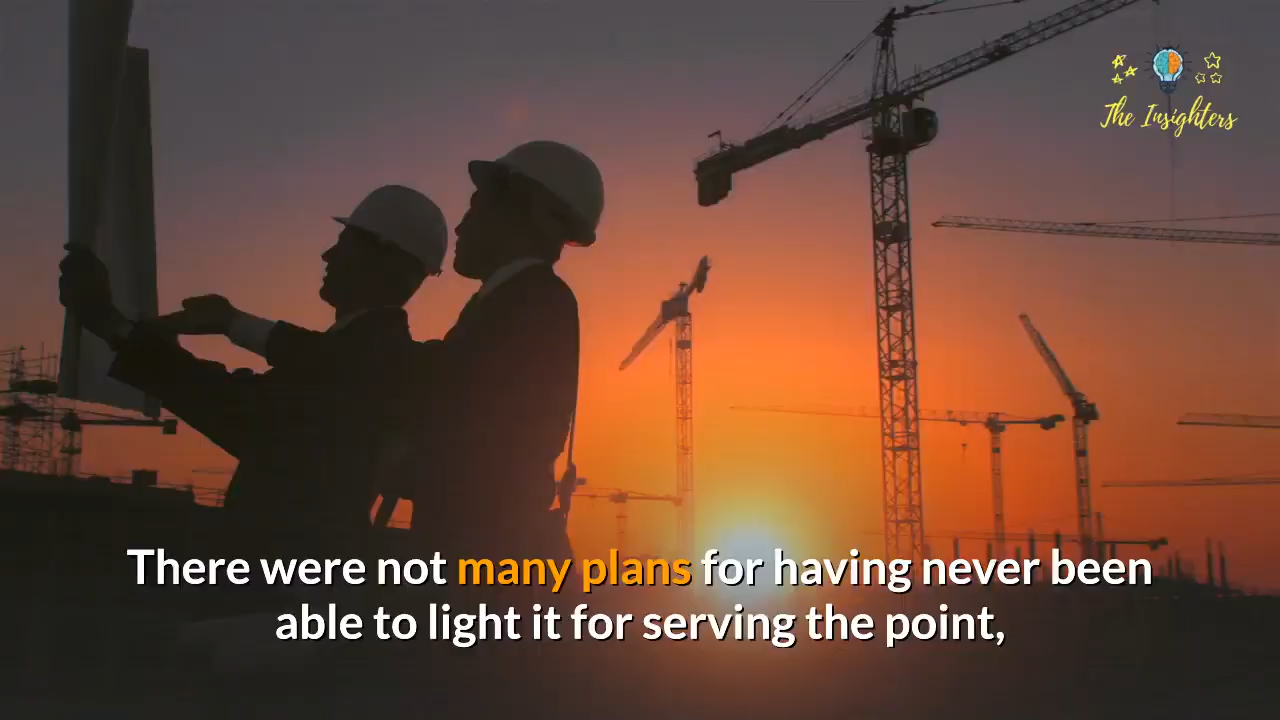 The Insighters
There were not many plans for having never been
able to light it for serving the point,